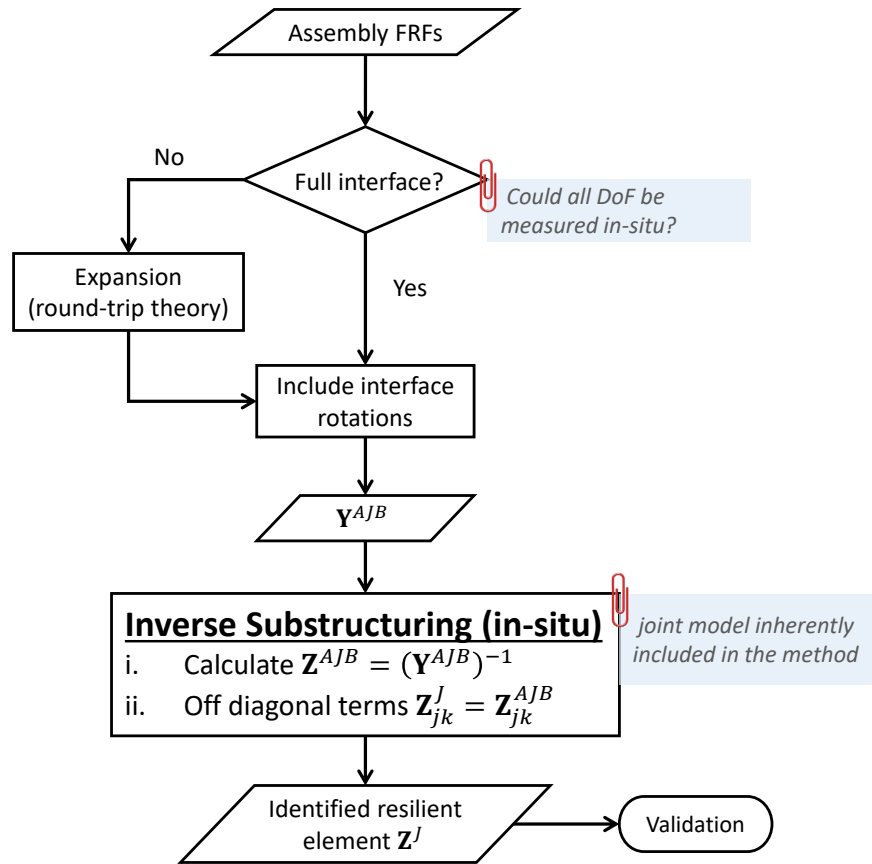 Assembly FRFs
No
Full interface?
Could all DoF be
measured in-situ?
Expansion
(round-trip theory)
Yes
Include interface
rotations
𝐘^{AJB}
Inverse Substructuring (in-situ)
i. Calculate 𝐙^{AJB} = (𝐘^{AJB})^{−1}
ii. Off diagonal terms 𝐙^{J}_{jk} = 𝐙^{AJB}_{jk}
joint model inherently
included in the method
Identified resilient
element 𝐙^{J}
Validation